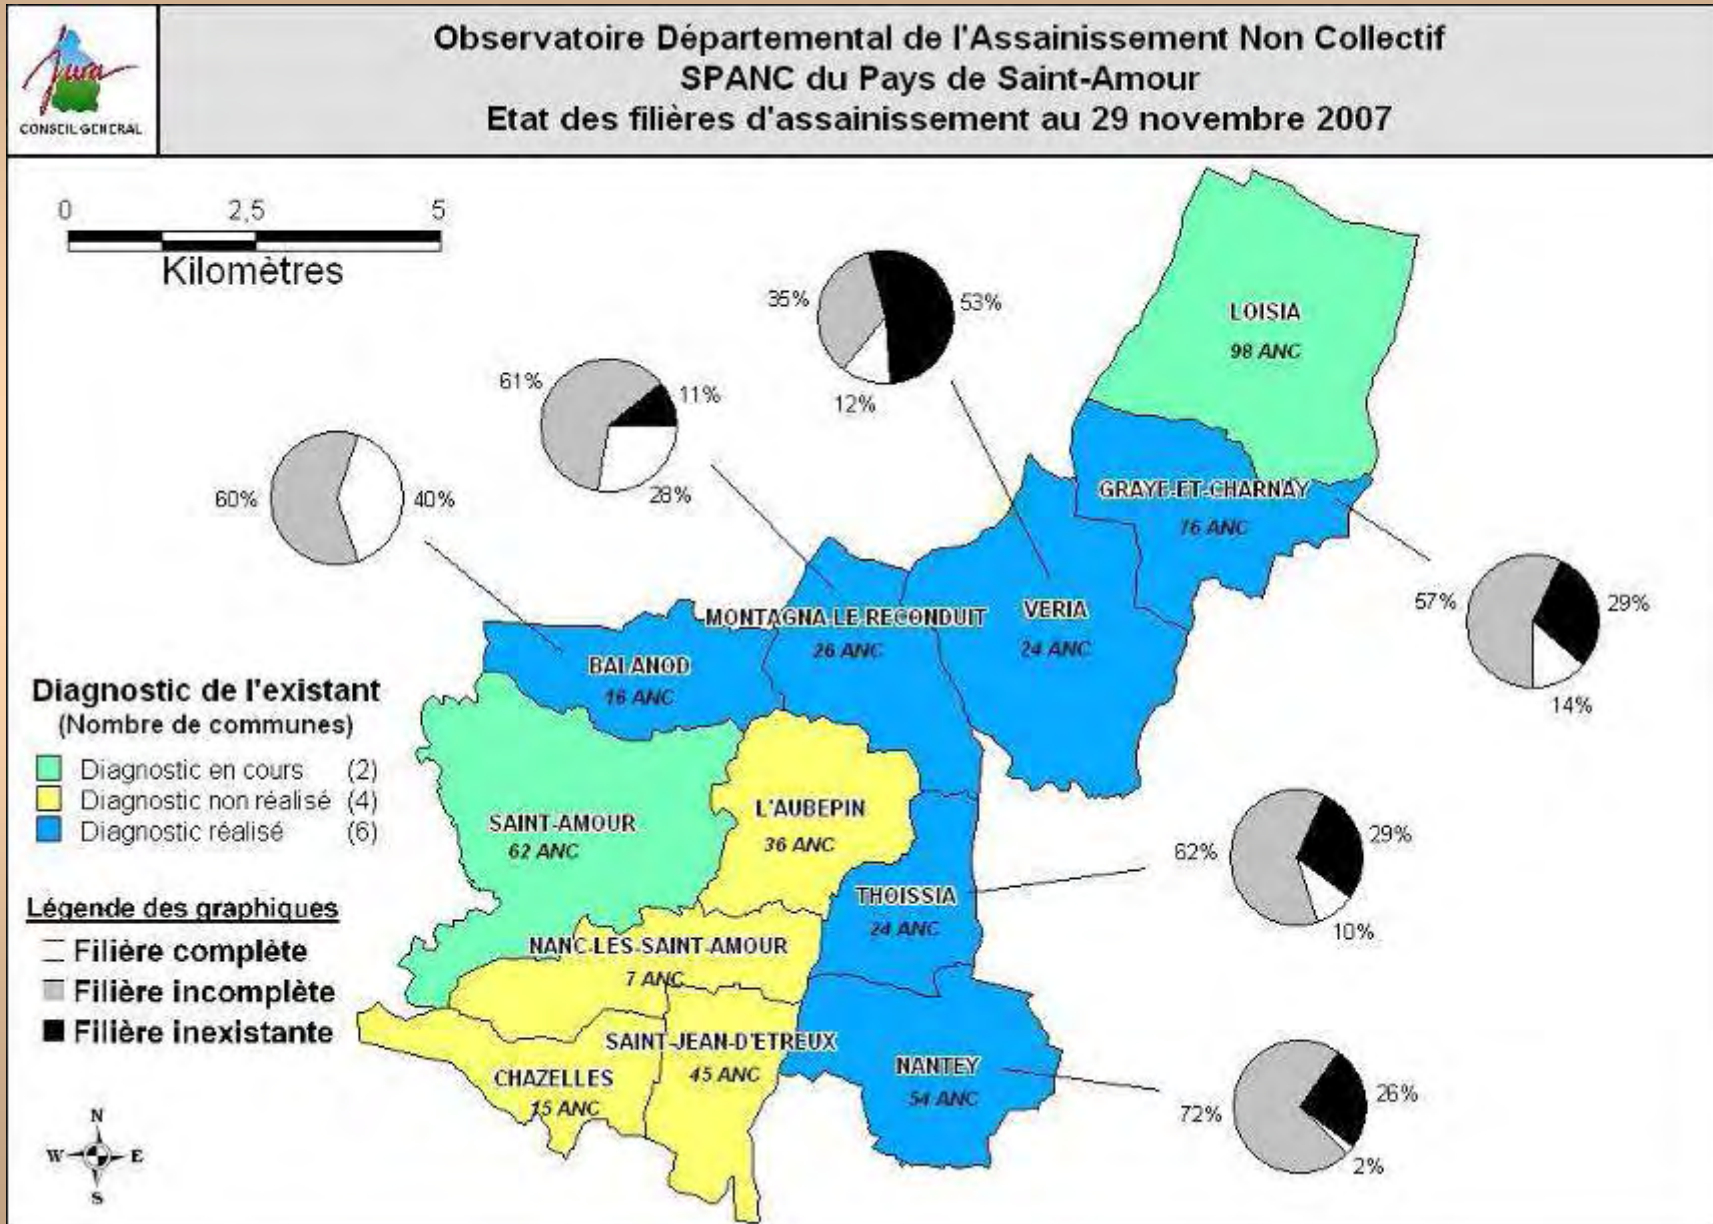 Jura
CONSEIL GENERAL
Observatoire Départemental de l'Assainissement Non Collectif
SPANC du Pays de Saint-Amour
Etat des filières d'assainissement au 29 novembre 2007
0 2,5 5
Kilomètres
35% 53%
12%
61% 11%
28%
60% 40%
LOISIA
98 ANC
GRAYE-ET-CHARNAY
76 ANC
57% 29%
14%
MONTAGNA-LE-RECONDUIT
26 ANC
VERIA
24 ANC
BALANOD
16 ANC
Diagnostic de l'existant
(Nombre de communes)
Diagnostic en cours (2)
Diagnostic non réalisé (4)
Diagnostic réalisé (6)
SAINT-AMOUR
62 ANC
L'AUBEPIN
36 ANC
62% 29%
10%
THOISSIA
24 ANC
Légende des graphiques
Filière complète
Filière incomplète
Filière inexistante
NANC-LES-SAINT-AMOUR
7 ANC
SAINT-JEAN-D'ETREUX
45 ANC
CHAZELLES
15 ANC
NANTEY
54 ANC
72% 26%
2%
N
W E
S